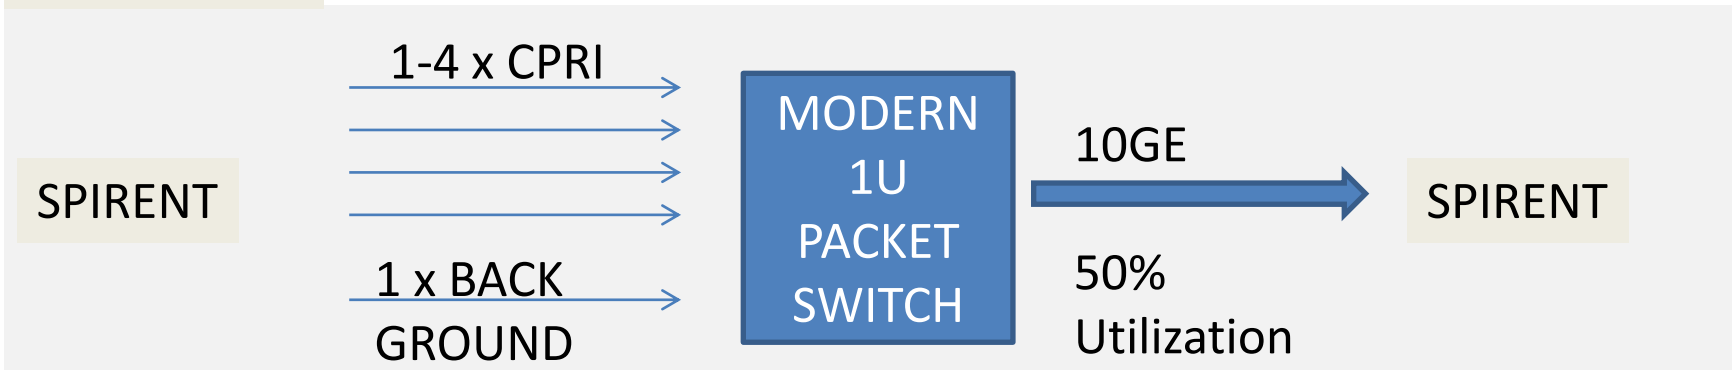 1-4 x CPRI
SPIRENT
1 x BACK
GROUND
MODERN
1U
PACKET
SWITCH
10GE
50%
Utilization
SPIRENT